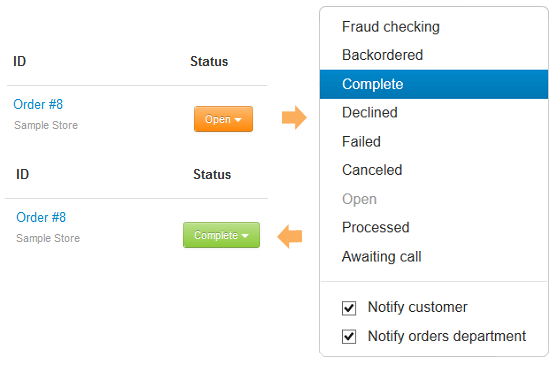 ID Status
Order #8
Sample Store
Open
ID Status
Order #8
Sample Store
Complete
Fraud checking
Backordered
Complete
Declined
Failed
Canceled
Open
Processed
Awaiting call
Notify customer
Notify orders department